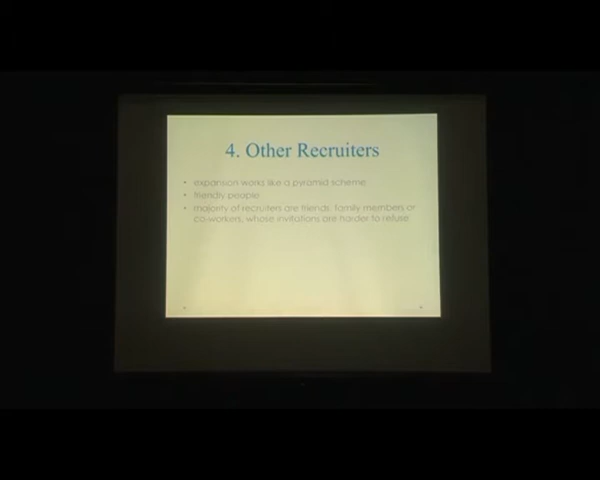 4. Other Recruiters
• expansion works like a pyramid scheme
• friendly people
• majority of recruiters are friends, family members or
co-workers, whose invitations are harder to refuse